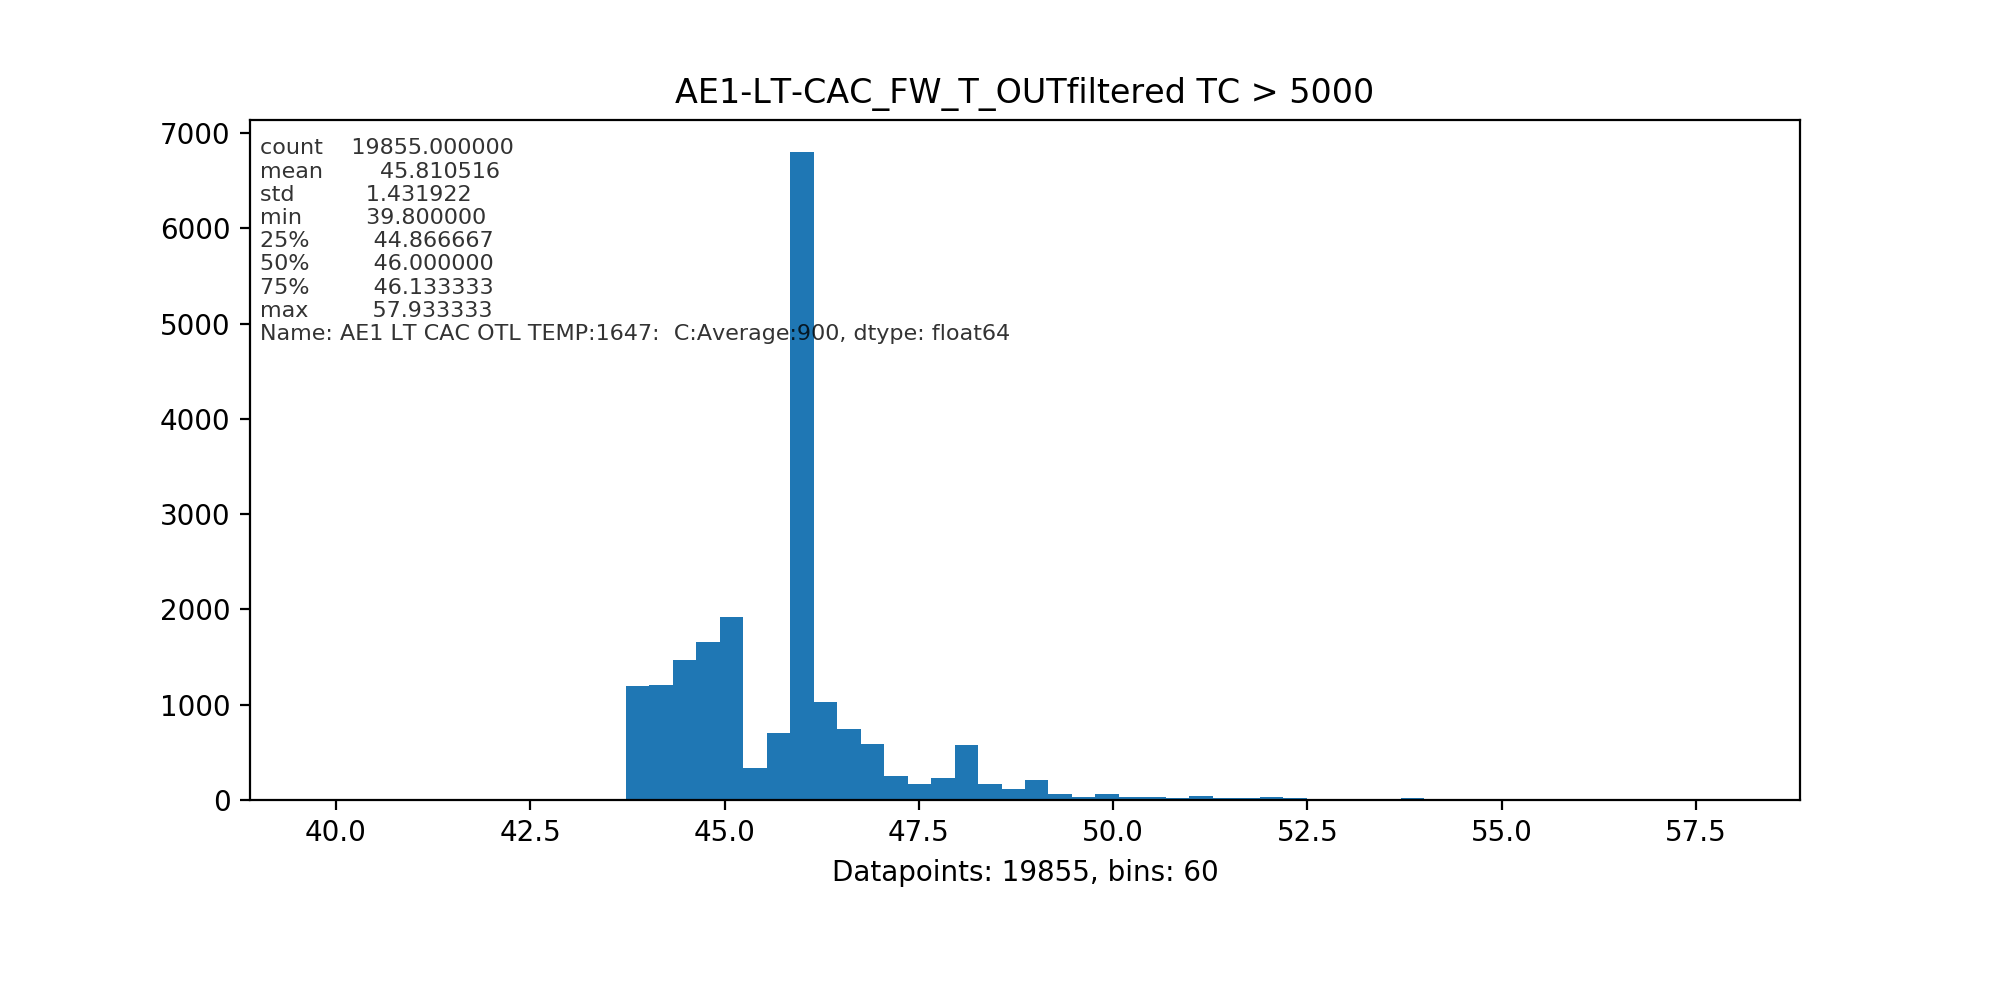 AE1-LT-CAC_FW_T_OUTfiltered TC > 5000
7000
6000
5000
4000
3000
2000
1000
0
count 19855.000000
mean 45.810516
std 1.431922
min 39.800000
25% 44.866667
50% 46.000000
75% 46.133333
max 57.933333
Name: AE1 LT CAC OTL TEMP:1647: C:Average:900, dtype: float64
40.0 42.5 45.0 47.5 50.0 52.5 55.0 57.5
Datapoints: 19855, bins: 60